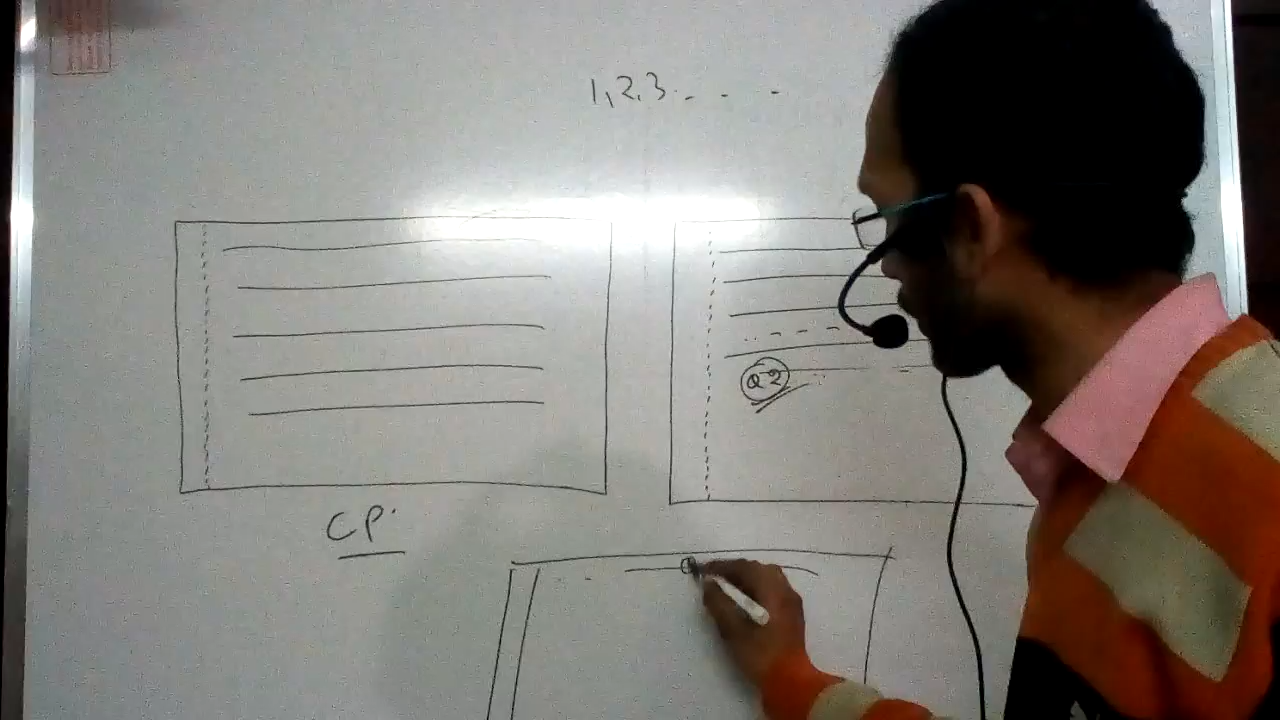 1, 2, 3 . . . .
Q2
CP.